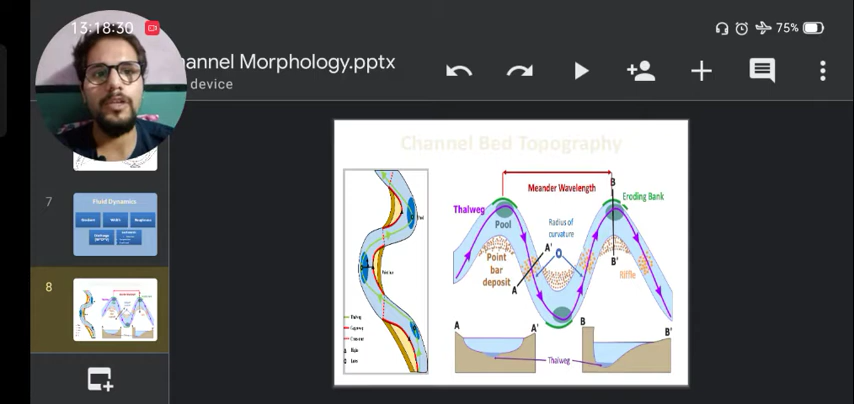 13:18:30
75%
annel Morphology.pptx
device
7
Fluid Dynamics
8
Channel Bed Topography
Meander Wavelength
B
Eroding Bank
Thalweg
Pool
Radius of
curvature
O
A'
Point
bar
deposit
B'
Riffle
A
A
A'
B
B'
Thalweg